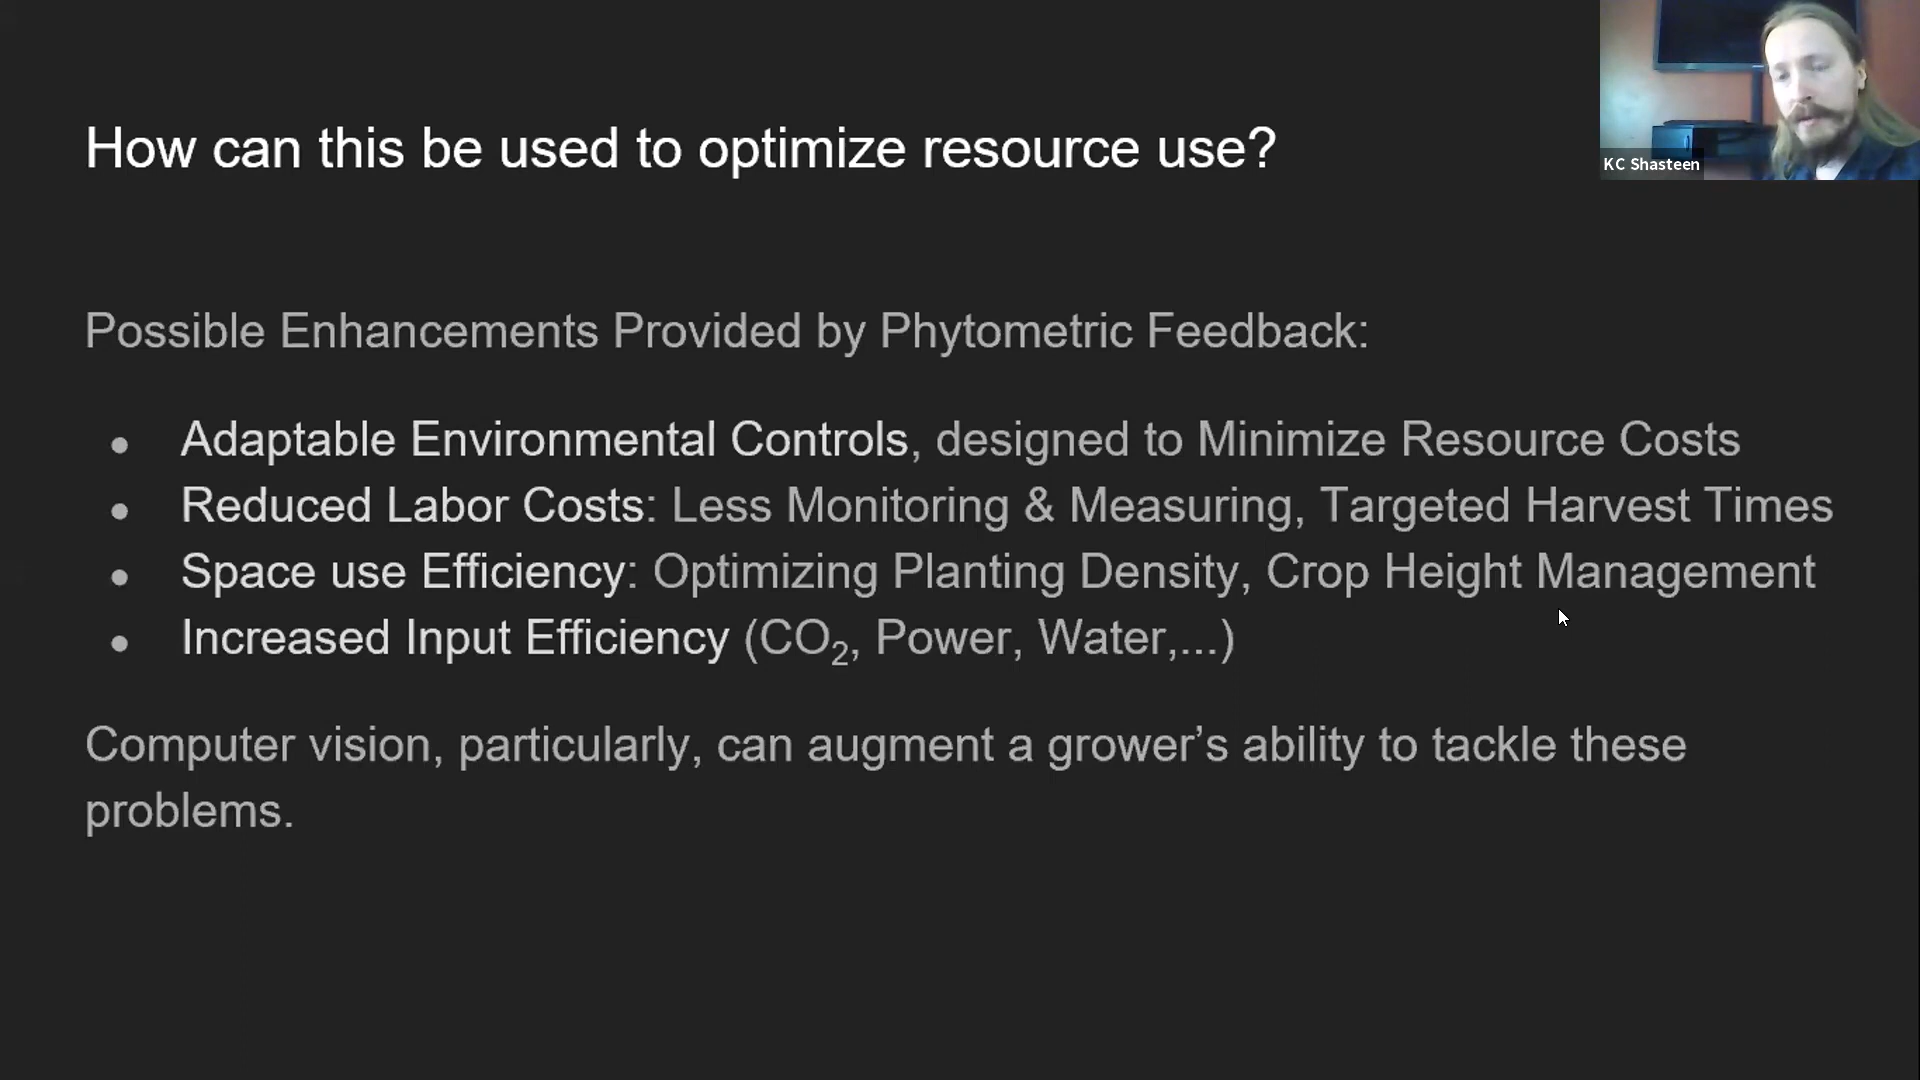 How can this be used to optimize resource use?
KC Shasteen
Possible Enhancements Provided by Phytometric Feedback:
● Adaptable Environmental Controls, designed to Minimize Resource Costs
● Reduced Labor Costs: Less Monitoring & Measuring, Targeted Harvest Times
● Space use Efficiency: Optimizing Planting Density, Crop Height Management
● Increased Input Efficiency (CO₂, Power, Water,...)
Computer vision, particularly, can augment a grower’s ability to tackle these
problems.